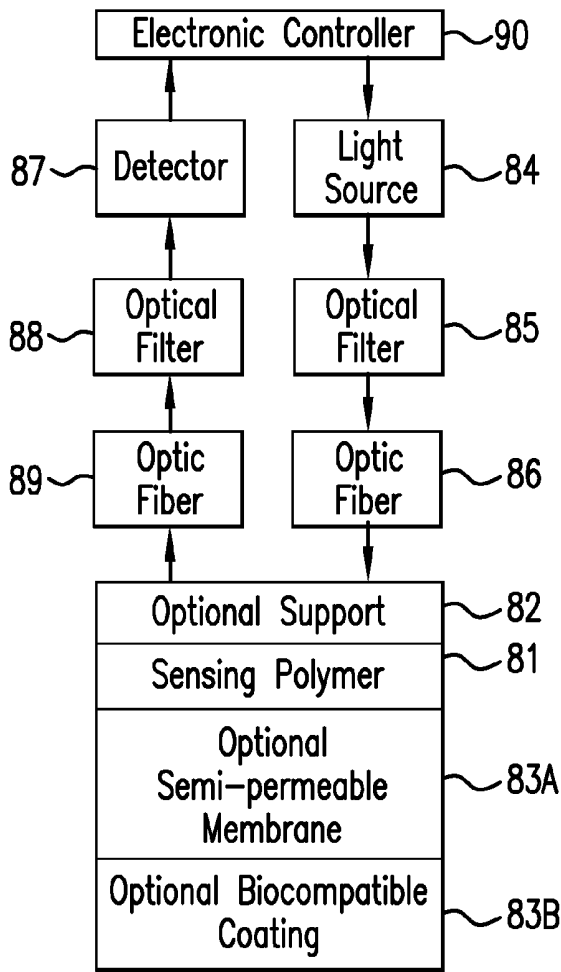 Electronic Controller
90
87
Detector
Light
Source
84
88
Optical
Filter
Optical
Filter
85
89
Optic
Fiber
Optic
Fiber
86
Optional Support
82
Sensing Polymer
81
Optional
Semi-permeable
Membrane
83A
Optional Biocompatible
Coating
83B